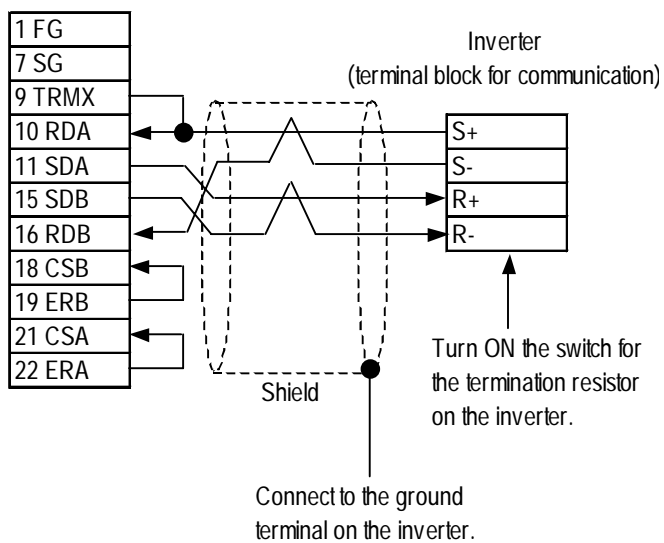 1 FG
7 SG
9 TRMX
10 RDA
11 SDA
15 SDB
16 RDB
18 CSB
19 ERB
21 CSA
22 ERA
Inverter
(terminal block for communication)
S+
S-
R+
R-
Shield
Turn ON the switch for
the termination resistor
on the inverter.
Connect to the ground
terminal on the inverter.